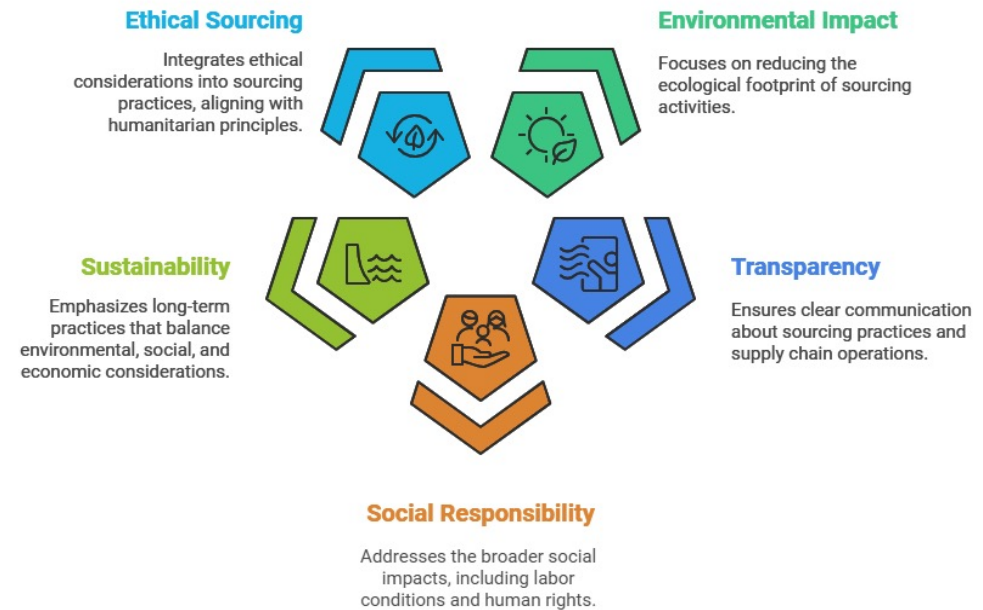 Ethical Sourcing
Integrates ethical
considerations into sourcing
practices, aligning with
humanitarian principles.
Environmental Impact
Focuses on reducing the
ecological footprint of sourcing
activities.
Sustainability
Emphasizes long-term
practices that balance
environmental, social, and
economic considerations.
Transparency
Ensures clear communication
about sourcing practices and
supply chain operations.
Social Responsibility
Addresses the broader social
impacts, including labor
conditions and human rights.